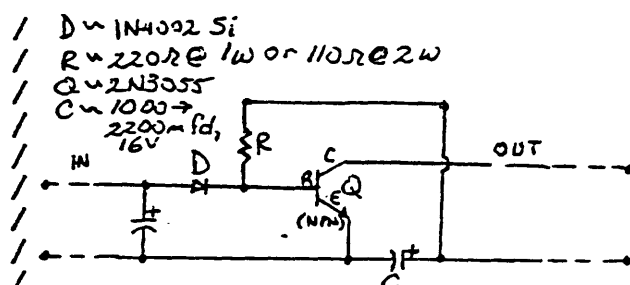 D ~ 1N4002 Si
R ~ 220Ω @ 1W or 110Ω @ 2W
Q ~ 2N3055
C ~ 1000 →
2200 mfd,
16V
IN
D
R
C
OUT
B
Q
E
(NPN)
+
+
C